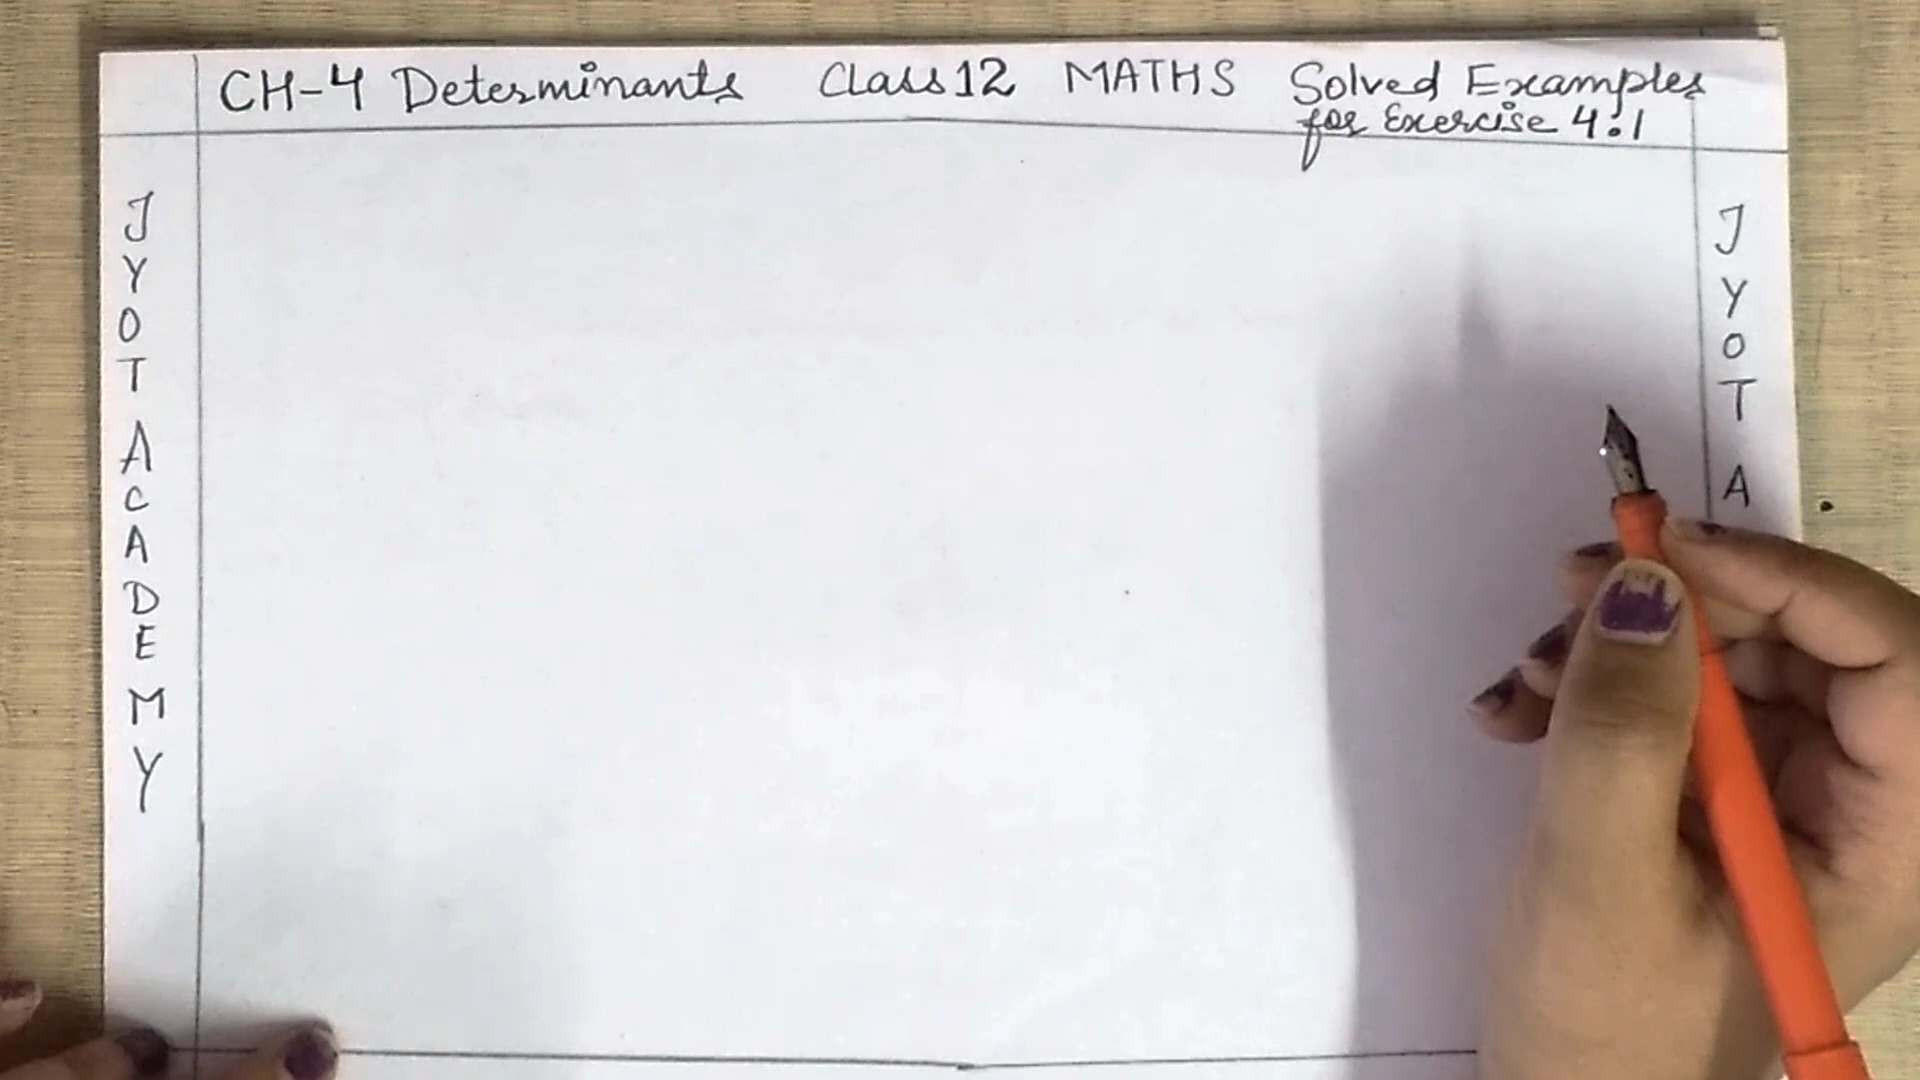 CH-4 Determinants Class 12 MATHS Solved Examples
for Exercise 4.1
JYOT ACADEMY
JYOT A